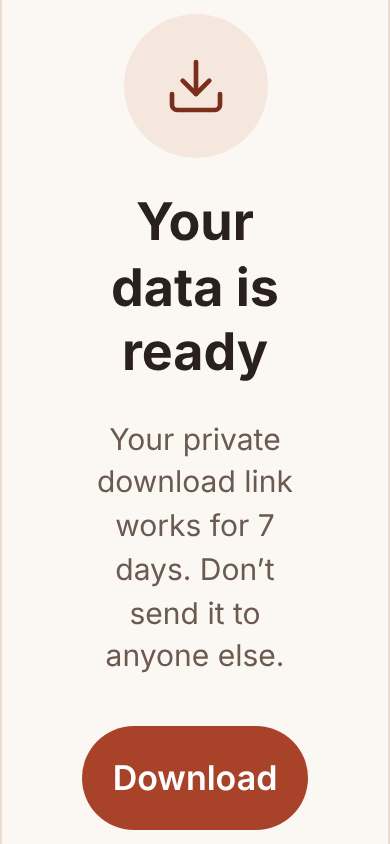 Your
data is
ready
Your private
download link
works for 7
days. Don’t
send it to
anyone else.
Download